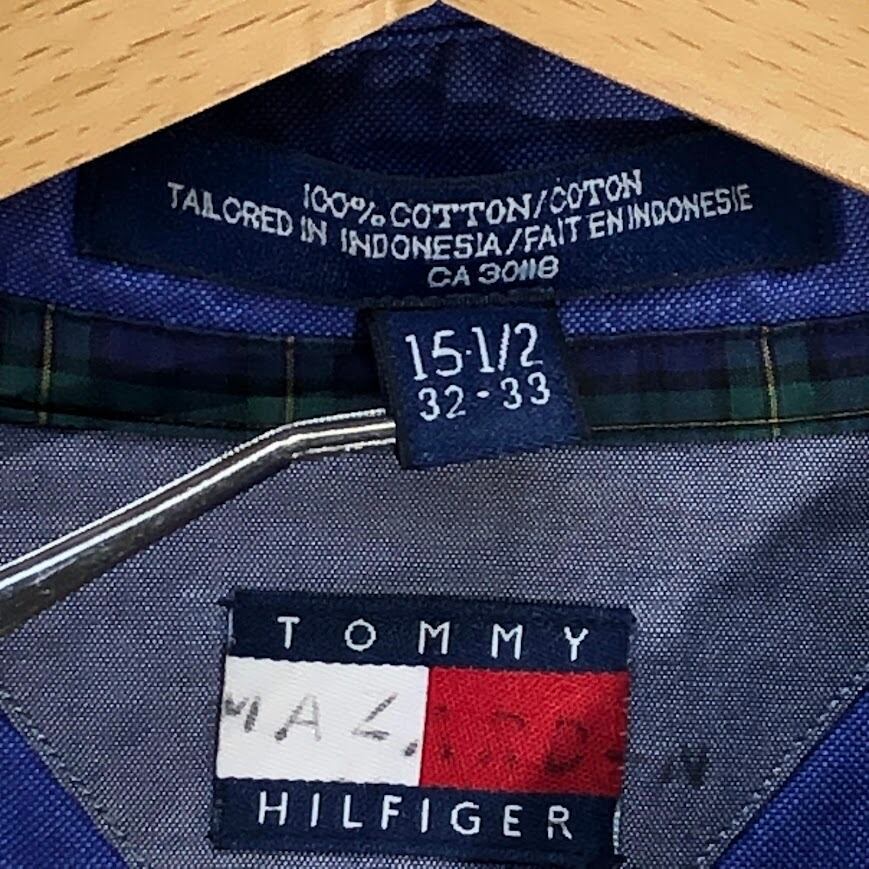 100% COTTON/COTON
TAILORED IN INDONESIA/FAIT EN INDONESIE
CA 30118
15·1/2
32-33
TOMMY
HILFIGER